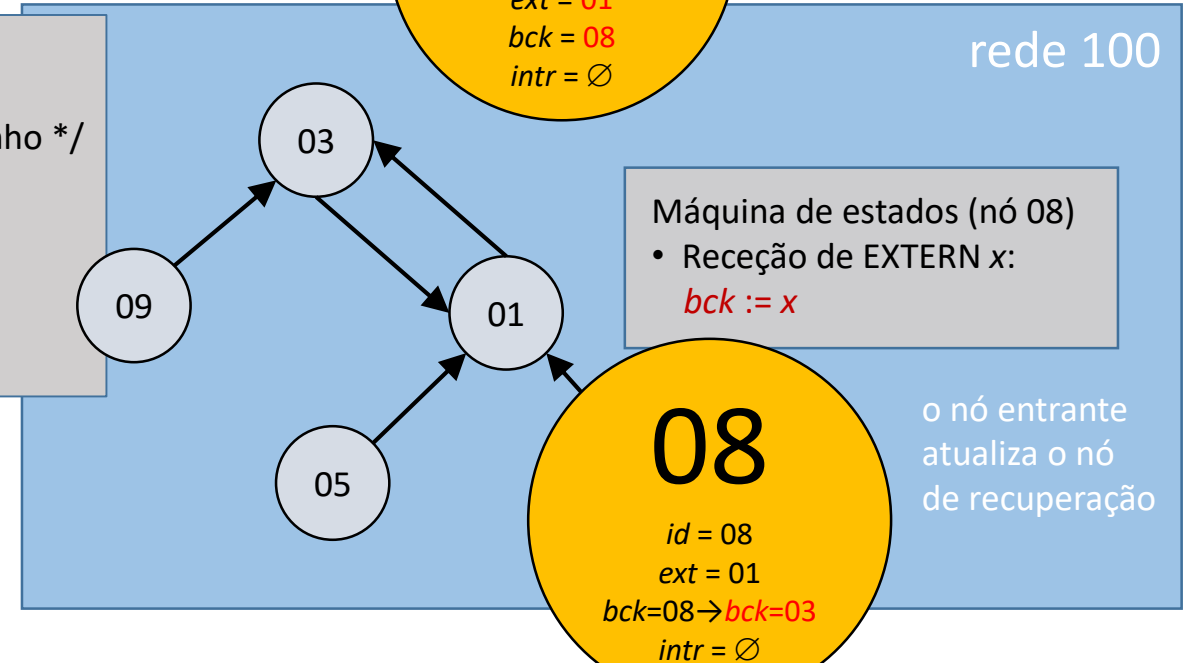 ext = 01
bck = 08
intr = ∅
rede 100
*/
03
Máquina de estados (nó 08)
• Receção de EXTERN x:
bck := x
09
01
08
o nó entrante
atualiza o nó
de recuperação
05
id = 08
ext = 01
bck=08→bck=03
intr = ∅